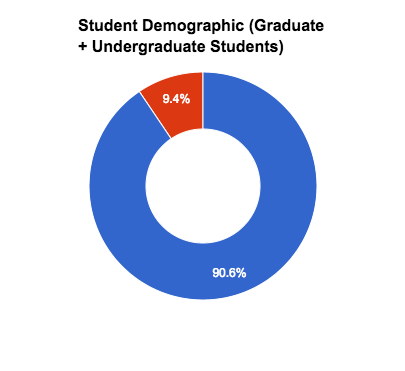 Student Demographic (Graduate
+ Undergraduate Students)
9.4%
90.6%